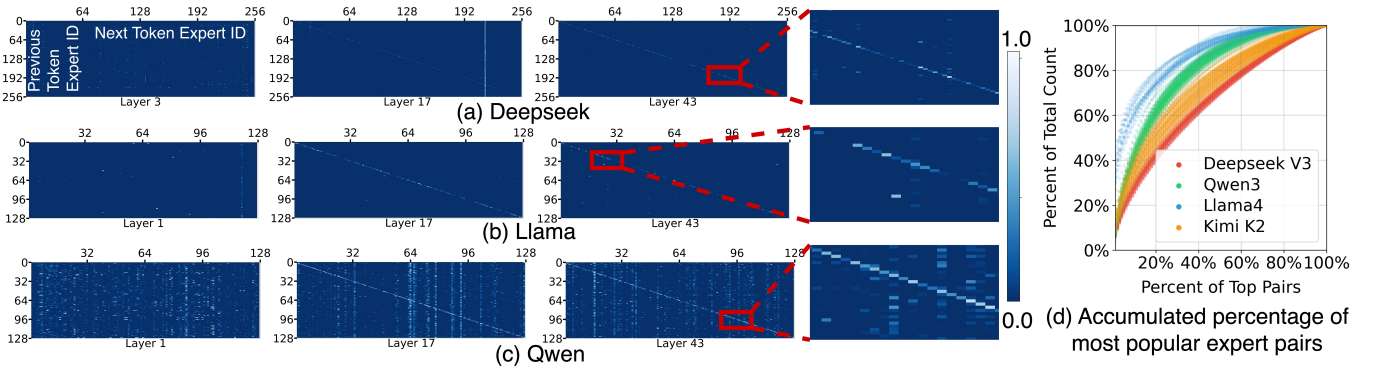 64 128 192 256
64 128 192 256
64 128 192 256
0
64
128
192
256
Previous
Token
Expert ID
Next Token Expert ID
0
64
128
192
256
0
64
128
192
256
Layer 3
Layer 17
Layer 43
(a) Deepseek
32 64 96 128
32 64 96 128
32 64 96 128
0
32
64
96
128
0
32
64
96
128
0
32
64
96
128
Layer 1
Layer 17
Layer 43
(b) Llama
32 64 96 128
32 64 96 128
32 64 96 128
0
32
64
96
128
0
32
64
96
128
0
32
64
96
128
Layer 1
Layer 17
Layer 43
(c) Qwen
1.0
0.0
100%
80%
60%
40%
20%
0%
Percent of Total Count
Deepseek V3
Qwen3
Llama4
Kimi K2
20% 40% 60% 80% 100%
Percent of Top Pairs
(d) Accumulated percentage of
most popular expert pairs